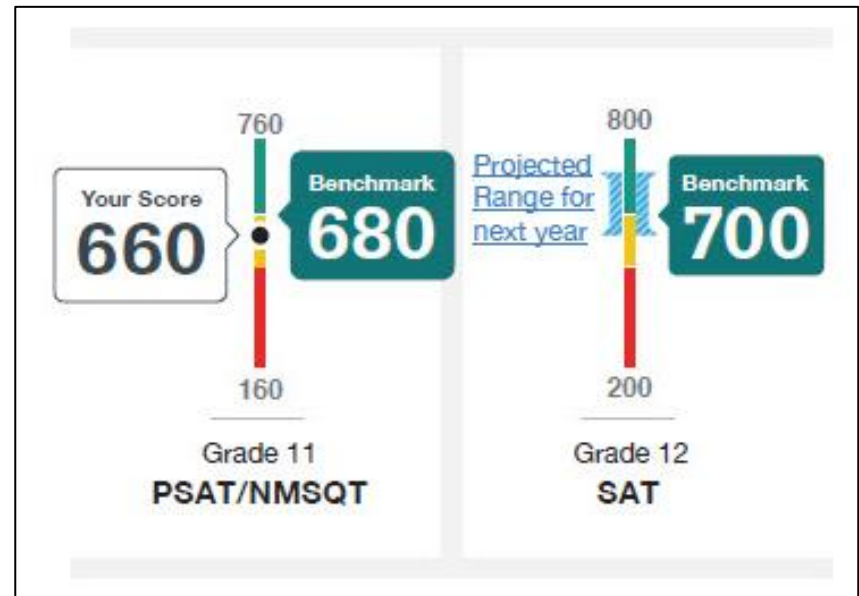 760
Your Score
660
Benchmark
680
160
Grade 11
PSAT/NMSQT
800
Projected
Range for
next year
Benchmark
700
200
Grade 12
SAT